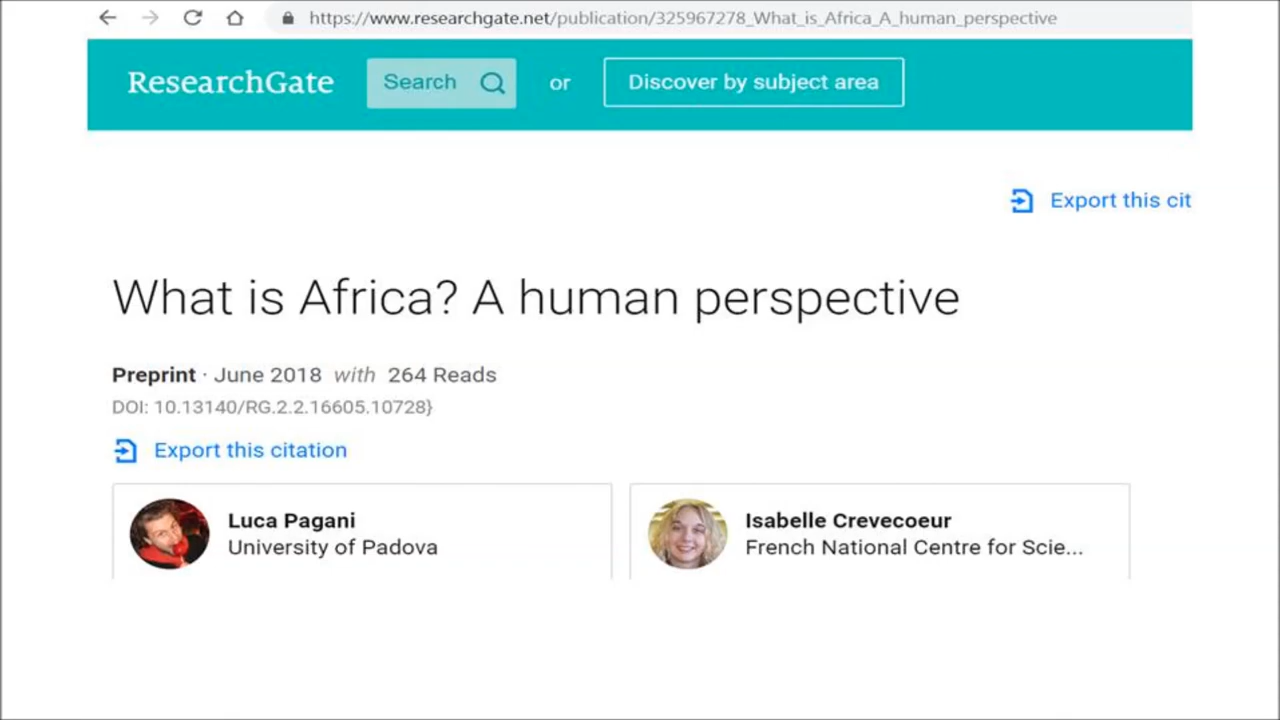 https://www.researchgate.net/publication/325967278_What_is_Africa_A_human_perspective
ResearchGate Search or Discover by subject area
Export this cit
What is Africa? A human perspective
Preprint · June 2018 with 264 Reads
DOI: 10.13140/RG.2.2.16605.10728}
Export this citation
Luca Pagani
University of Padova
Isabelle Crevecoeur
French National Centre for Scie...